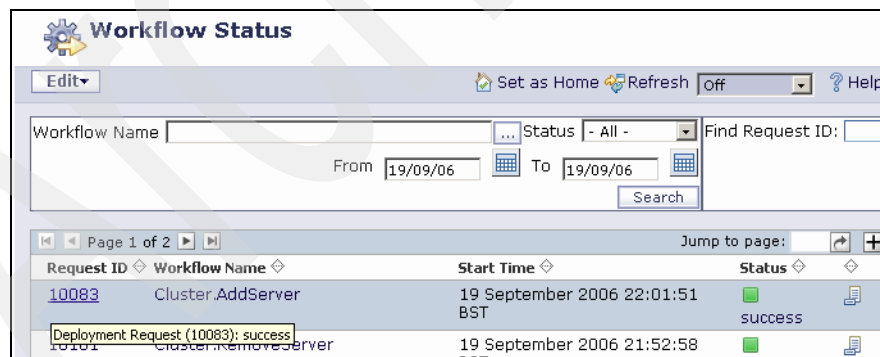 Workflow Status
Edit
Set as Home Refresh Off Help
Workflow Name ... Status - All - Find Request ID:
From 19/09/06 To 19/09/06
Search
Page 1 of 2 Jump to page:
Request ID Workflow Name Start Time Status
10083 Cluster.AddServer 19 September 2006 22:01:51 BST success
Deployment Request (10083): success
Cluster.RemoveServer 19 September 2006 21:52:58